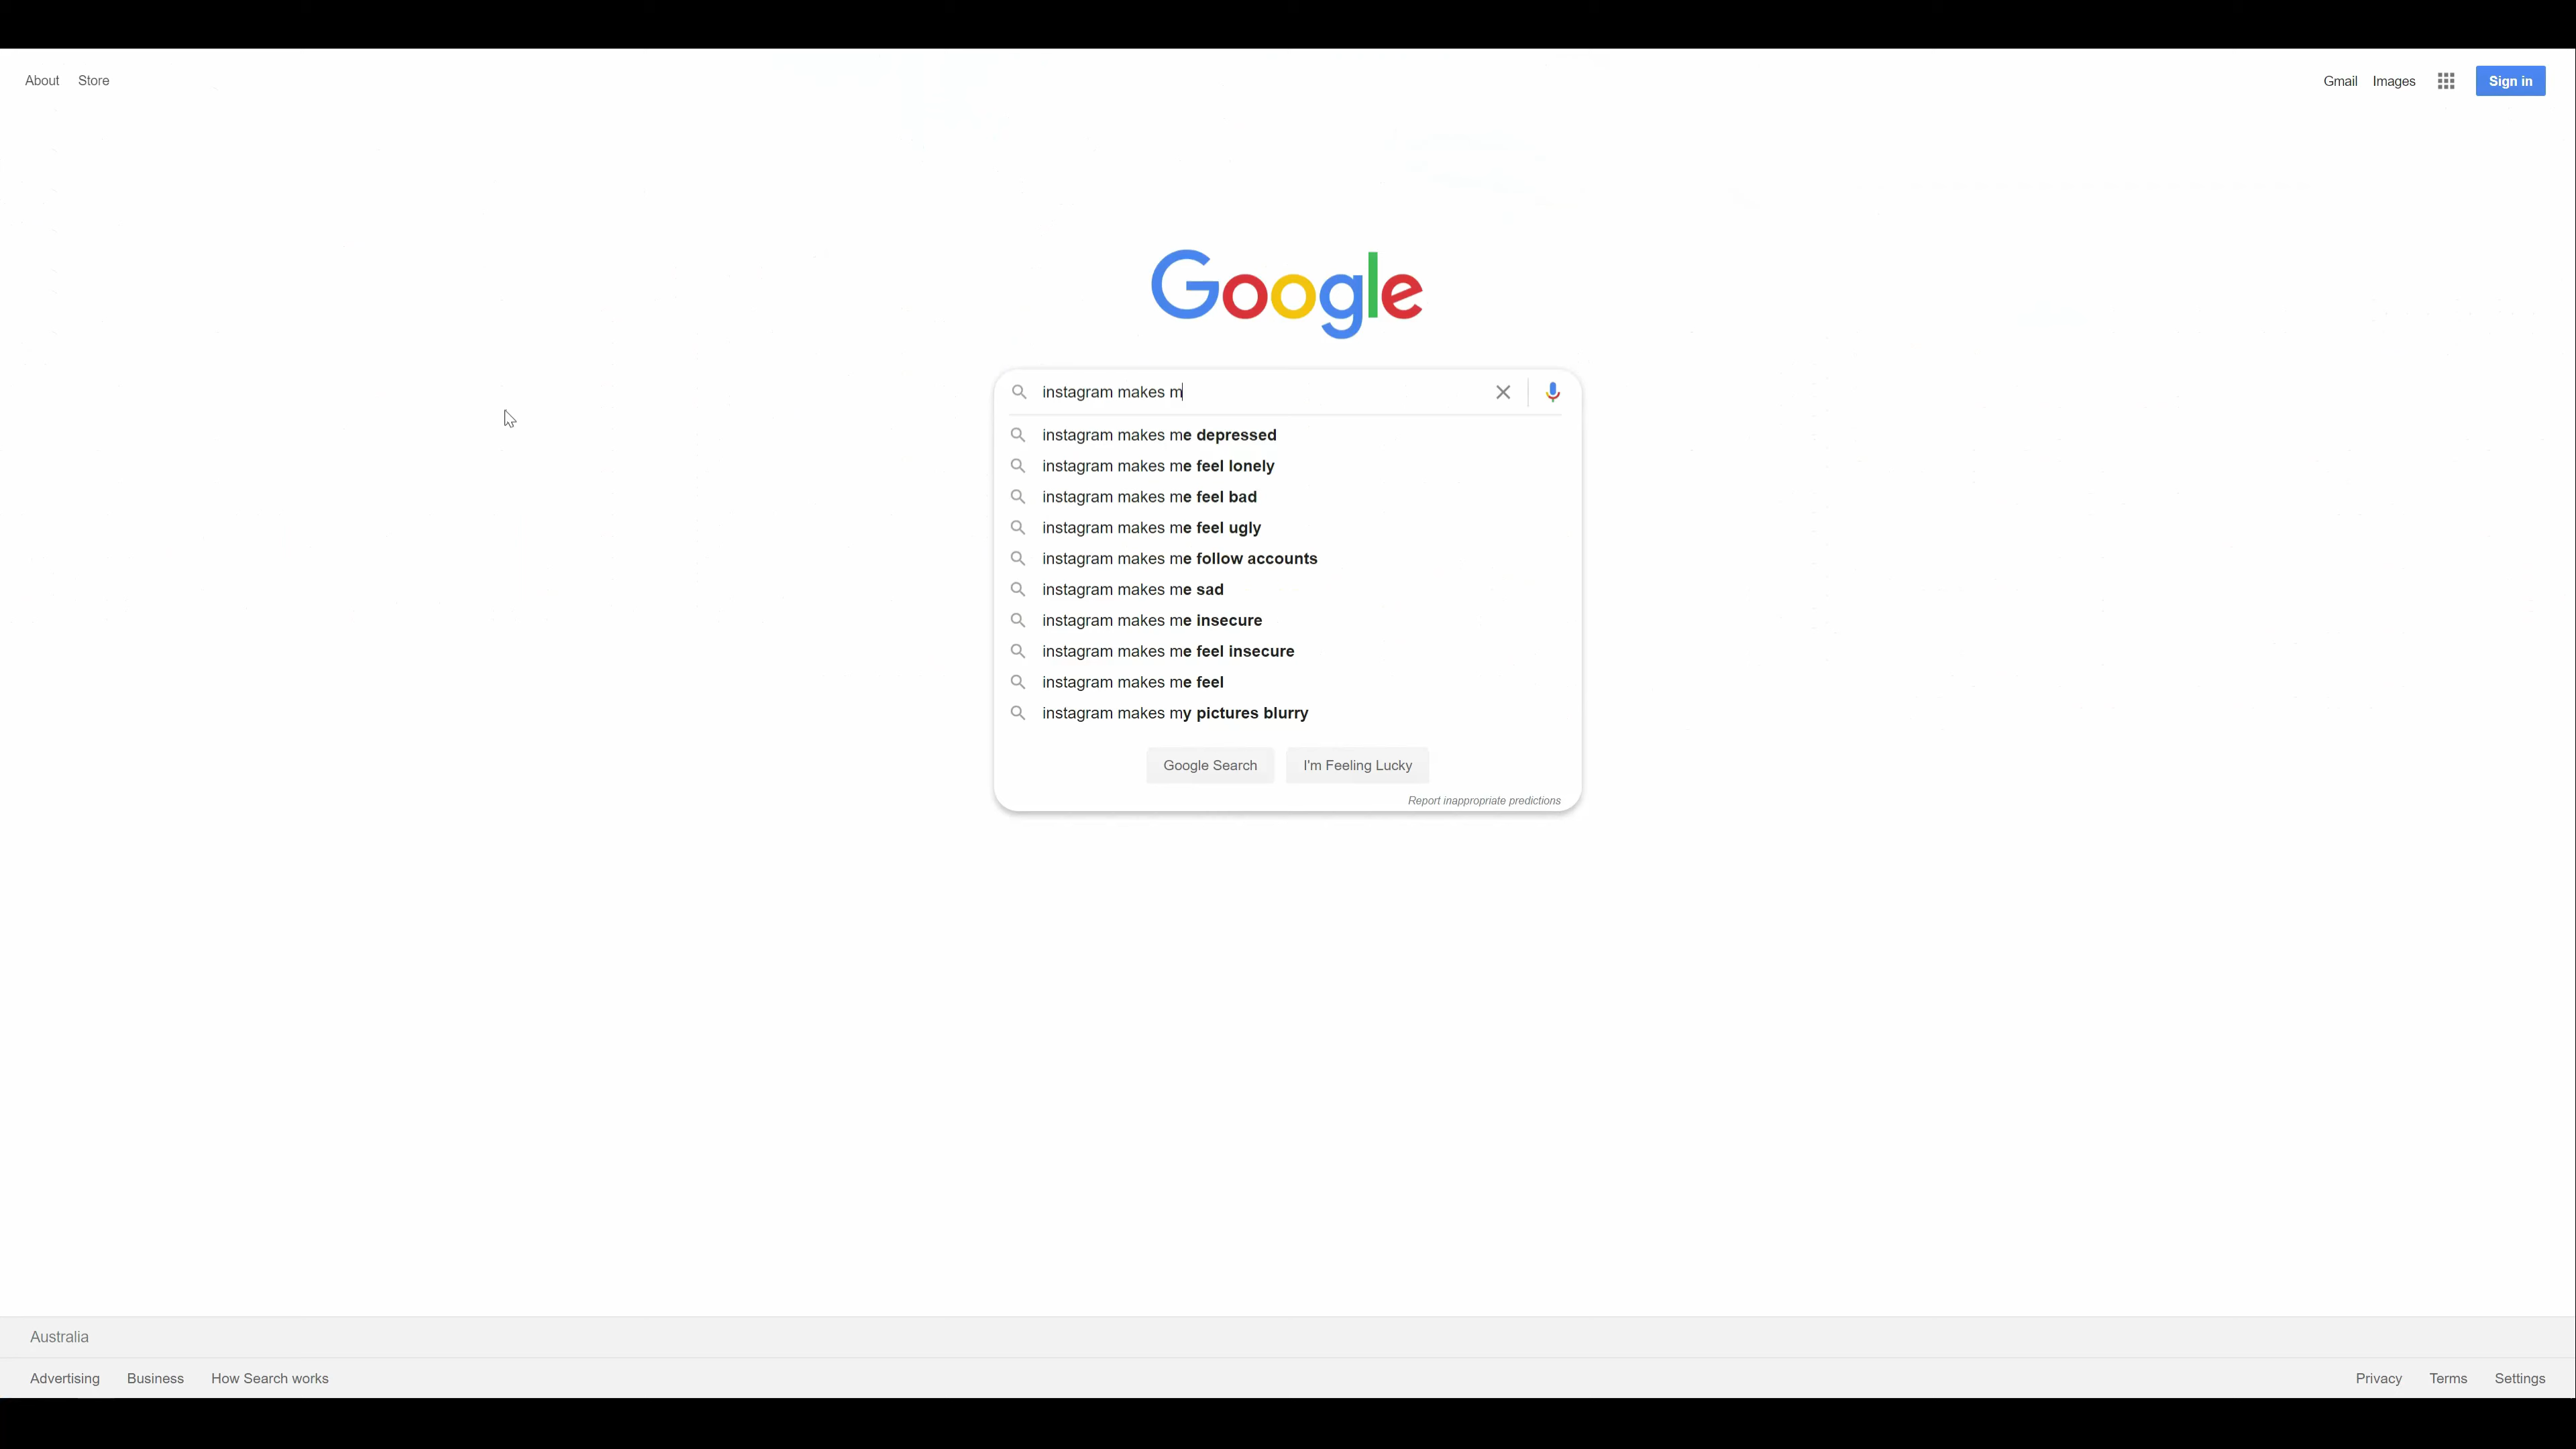 About Store
Gmail Images Sign in
Google
instagram makes m
instagram makes me depressed
instagram makes me feel lonely
instagram makes me feel bad
instagram makes me feel ugly
instagram makes me follow accounts
instagram makes me sad
instagram makes me insecure
instagram makes me feel insecure
instagram makes me feel
instagram makes my pictures blurry
Google Search I'm Feeling Lucky
Report inappropriate predictions
Australia
Advertising Business How Search works
Privacy Terms Settings